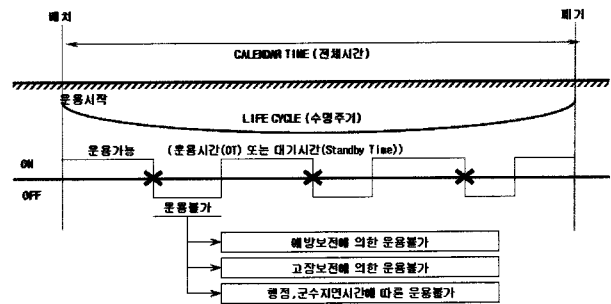 배치
폐기
CALENDAR TIME (전체시간)
운용시작
LIFE CYCLE (수명주기)
운용가능
(운용시간(OT) 또는 대기시간(Standby Time))
ON
OFF
운용불가
예방보전에 의한 운용불가
고장보전에 의한 운용불가
행정,군수지연시간에 따른 운용불가